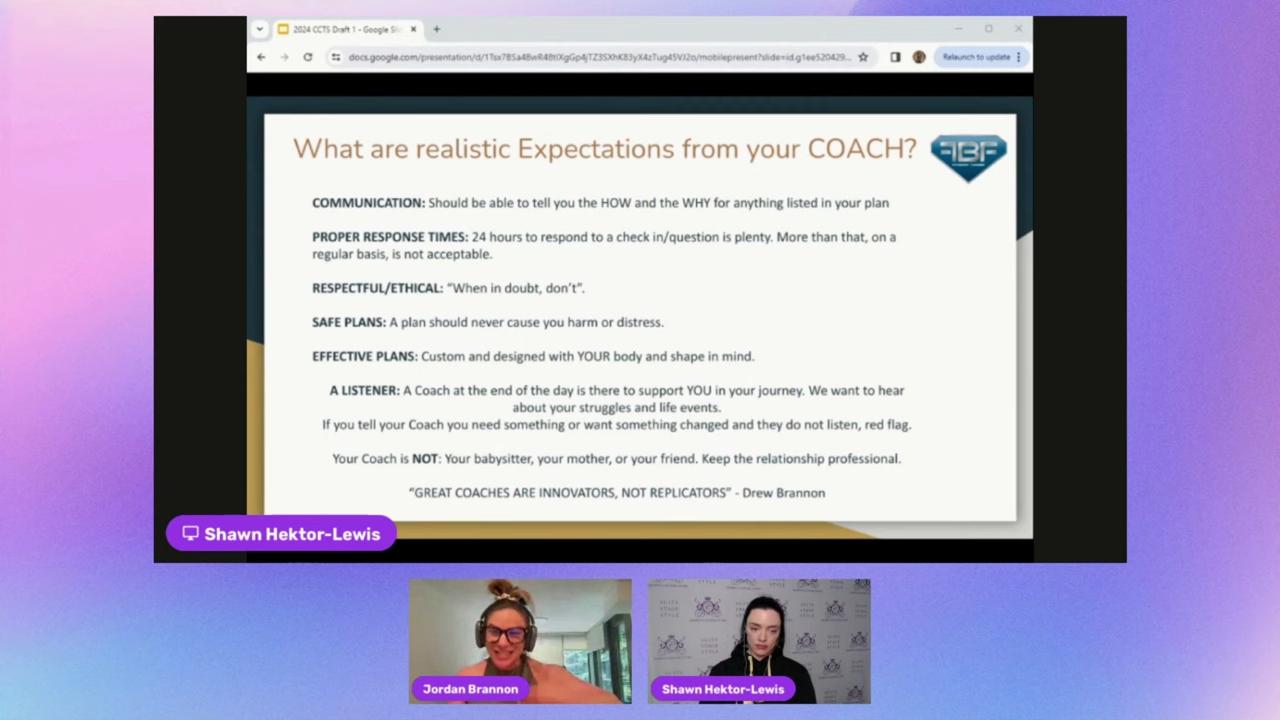 2024 CCTS Draft 1 - Google Sli
Relaunch to update
What are realistic Expectations from your COACH?
FBF
COMMUNICATION: Should be able to tell you the HOW and the WHY for anything listed in your plan
PROPER RESPONSE TIMES: 24 hours to respond to a check in/question is plenty. More than that, on a
regular basis, is not acceptable.
RESPECTFUL/ETHICAL: “When in doubt, don’t”.
SAFE PLANS: A plan should never cause you harm or distress.
EFFECTIVE PLANS: Custom and designed with YOUR body and shape in mind.
A LISTENER: A Coach at the end of the day is there to support YOU in your journey. We want to hear
about your struggles and life events.
If you tell your Coach you need something or want something changed and they do not listen, red flag.
Your Coach is NOT: Your babysitter, your mother, or your friend. Keep the relationship professional.
“GREAT COACHES ARE INNOVATORS, NOT REPLICATORS” - Drew Brannon
Shawn Hektor-Lewis
Jordan Brannon
Shawn Hektor-Lewis